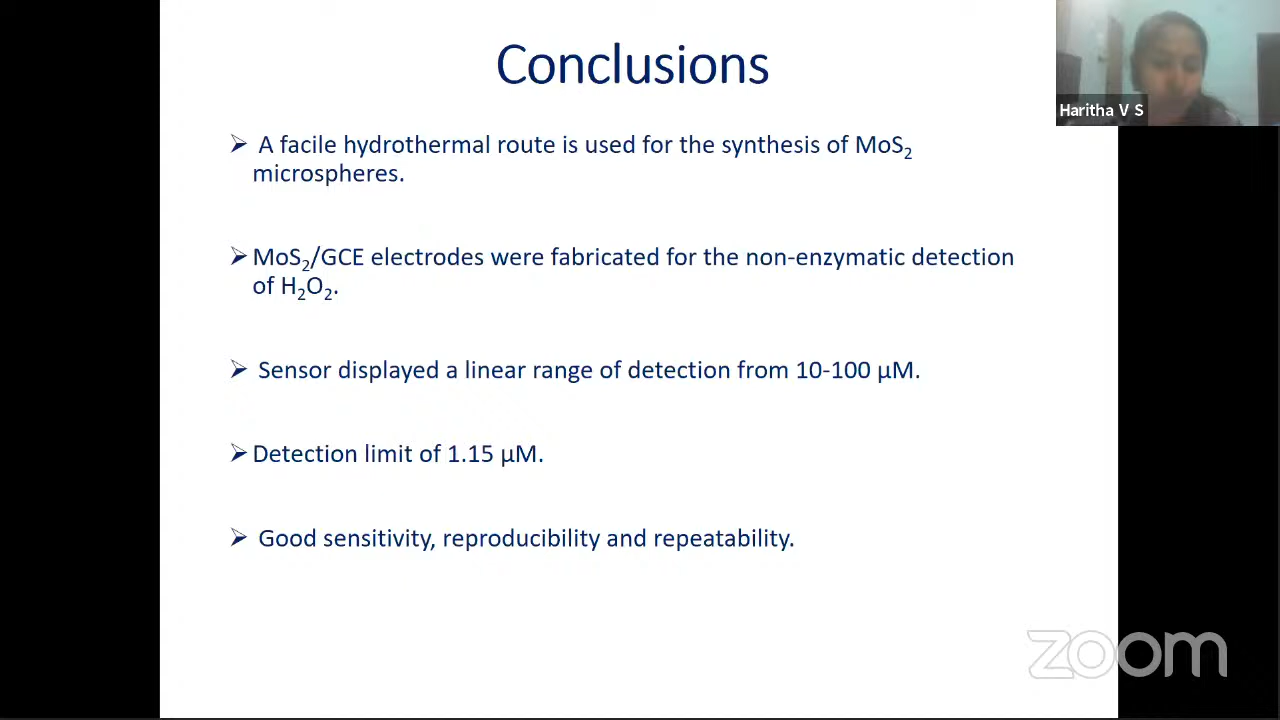 Conclusions
Haritha V S
➢ A facile hydrothermal route is used for the synthesis of MoS₂
microspheres.
➢ MoS₂/GCE electrodes were fabricated for the non-enzymatic detection
of H₂O₂.
➢ Sensor displayed a linear range of detection from 10-100 µM.
➢ Detection limit of 1.15 µM.
➢ Good sensitivity, reproducibility and repeatability.
zoom